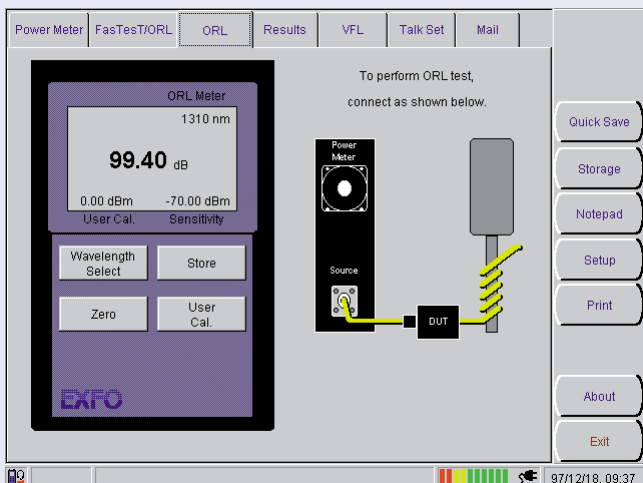 Power Meter FasTesT/ORL ORL Results VFL Talk Set Mail
ORL Meter
1310 nm
99.40 dB
0.00 dBm -70.00 dBm
User Cal. Sensitivity
Wavelength
Select
Store
Zero
User
Cal.
EXFO
To perform ORL test,
connect as shown below.
Power
Meter
Source
DUT
Quick Save
Storage
Notepad
Setup
Print
About
Exit
97/12/18, 09:37